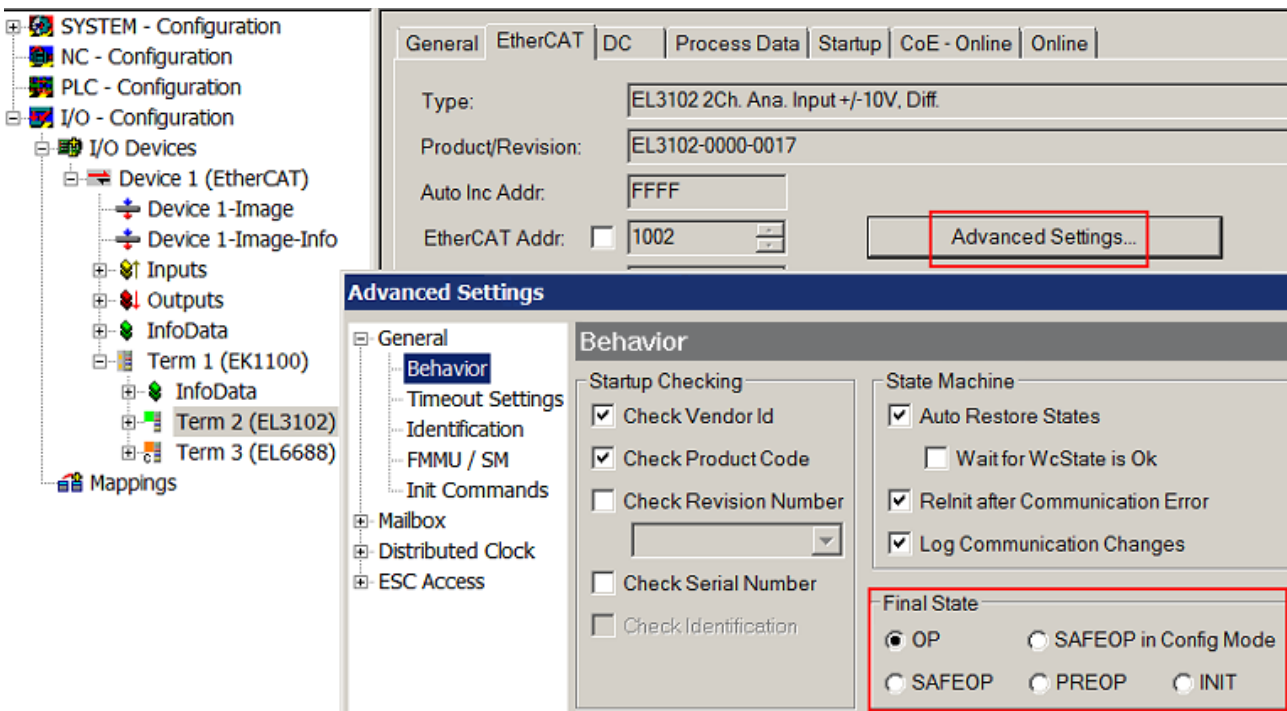 SYSTEM - Configuration
NC - Configuration
PLC - Configuration
I/O - Configuration
I/O Devices
Device 1 (EtherCAT)
Device 1-Image
Device 1-Image-Info
Inputs
Outputs
InfoData
Term 1 (EK1100)
InfoData
Term 2 (EL3102)
Term 3 (EL6688)
Mappings
General EtherCAT DC Process Data Startup CoE - Online Online
Type: EL3102 2Ch. Ana. Input +/-10V, Diff.
Product/Revision: EL3102-0000-0017
Auto Inc Addr: FFFF
EtherCAT Addr: 1002 Advanced Settings...
Advanced Settings
General
Behavior
Timeout Settings
Identification
FMMU / SM
Init Commands
Mailbox
Distributed Clock
ESC Access
Behavior
Startup Checking
Check Vendor Id
Check Product Code
Check Revision Number
Check Serial Number
Check Identification
State Machine
Auto Restore States
Wait for WcState is Ok
ReInit after Communication Error
Log Communication Changes
Final State
OP SAFEOP in Config Mode
SAFEOP PREOP INIT